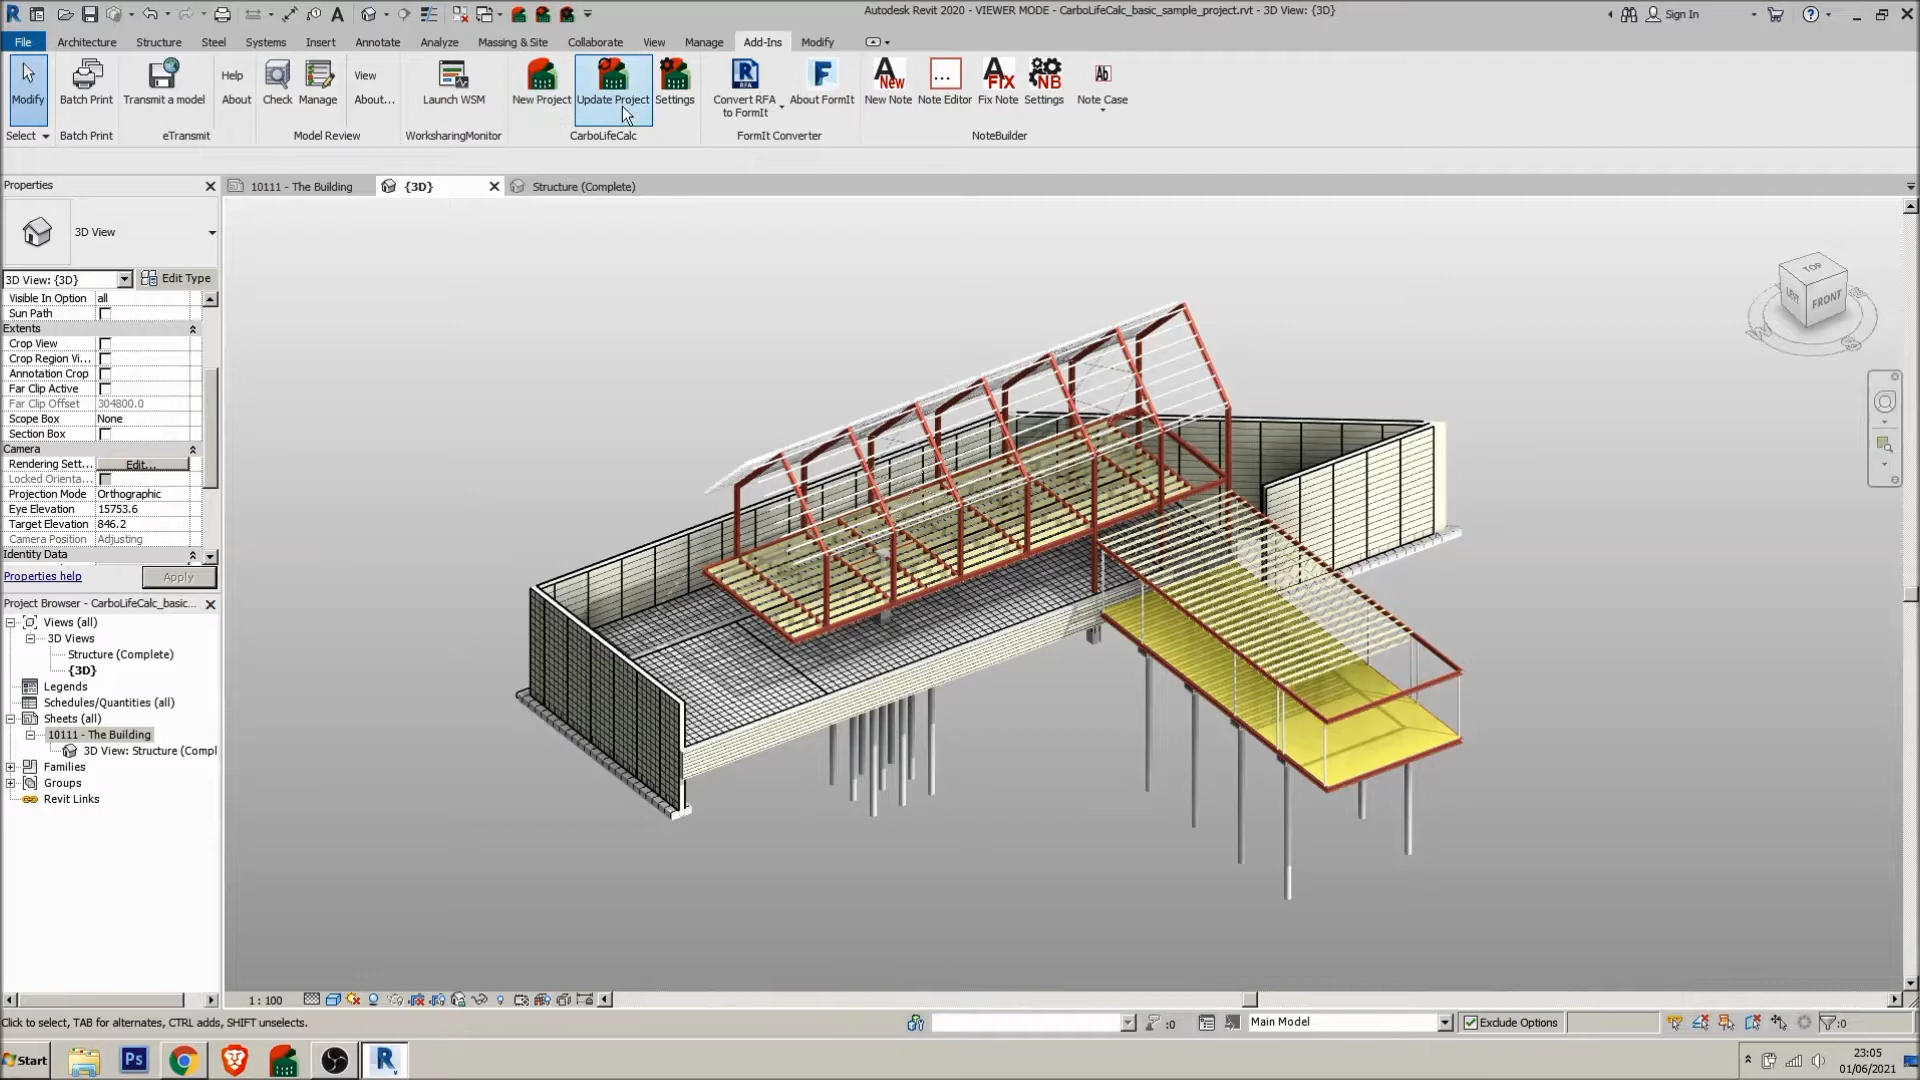 Autodesk Revit 2020 - VIEWER MODE - CarboLifeCalc_basic_sample_project.rvt - 3D View: {3D}
Sign In
File Architecture Structure Steel Systems Insert Annotate Analyze Massing & Site Collaborate View Manage Add-Ins Modify
Modify
Batch Print
Transmit a model
Help
About
Check
Manage
View
About...
Launch WSM
New Project
Update Project
Settings
Convert RFA
to FormIt
About FormIt
New Note
Note Editor
Fix Note
Settings
Note Case
Select
Batch Print
eTransmit
Model Review
WorksharingMonitor
CarboLifeCalc
FormIt Converter
NoteBuilder
Properties
10111 - The Building
{3D}
Structure (Complete)
3D View
3D View: {3D}
Edit Type
Visible In Option all
Sun Path
Extents
Crop View
Crop Region Vi...
Annotation Crop
Far Clip Active
Far Clip Offset 304800.0
Scope Box None
Section Box
Camera
Rendering Sett... Edit...
Locked Orienta...
Projection Mode Orthographic
Eye Elevation 15753.6
Target Elevation 846.2
Camera Position Adjusting
Identity Data
Properties help
Apply
Project Browser - CarboLifeCalc_basic...
Views (all)
3D Views
Structure (Complete)
{3D}
Legends
Schedules/Quantities (all)
Sheets (all)
10111 - The Building
3D View: Structure (Compl
Families
Groups
Revit Links
TOP
LEFT
FRONT
W
1 : 100
Click to select, TAB for alternates, CTRL adds, SHIFT unselects.
:0
Main Model
Exclude Options
:0
Start
Ps
R
23:05
01/06/2021